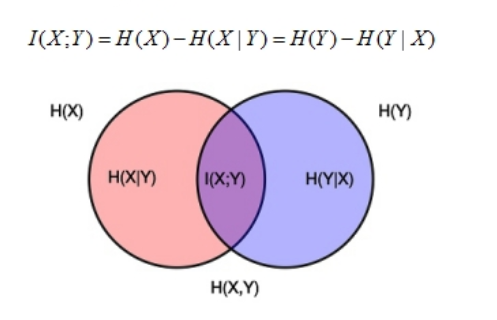 I(X;Y) = H(X) − H(X | Y) = H(Y) − H(Y | X)
H(X)
H(Y)
H(X|Y)
I(X;Y)
H(Y|X)
H(X,Y)